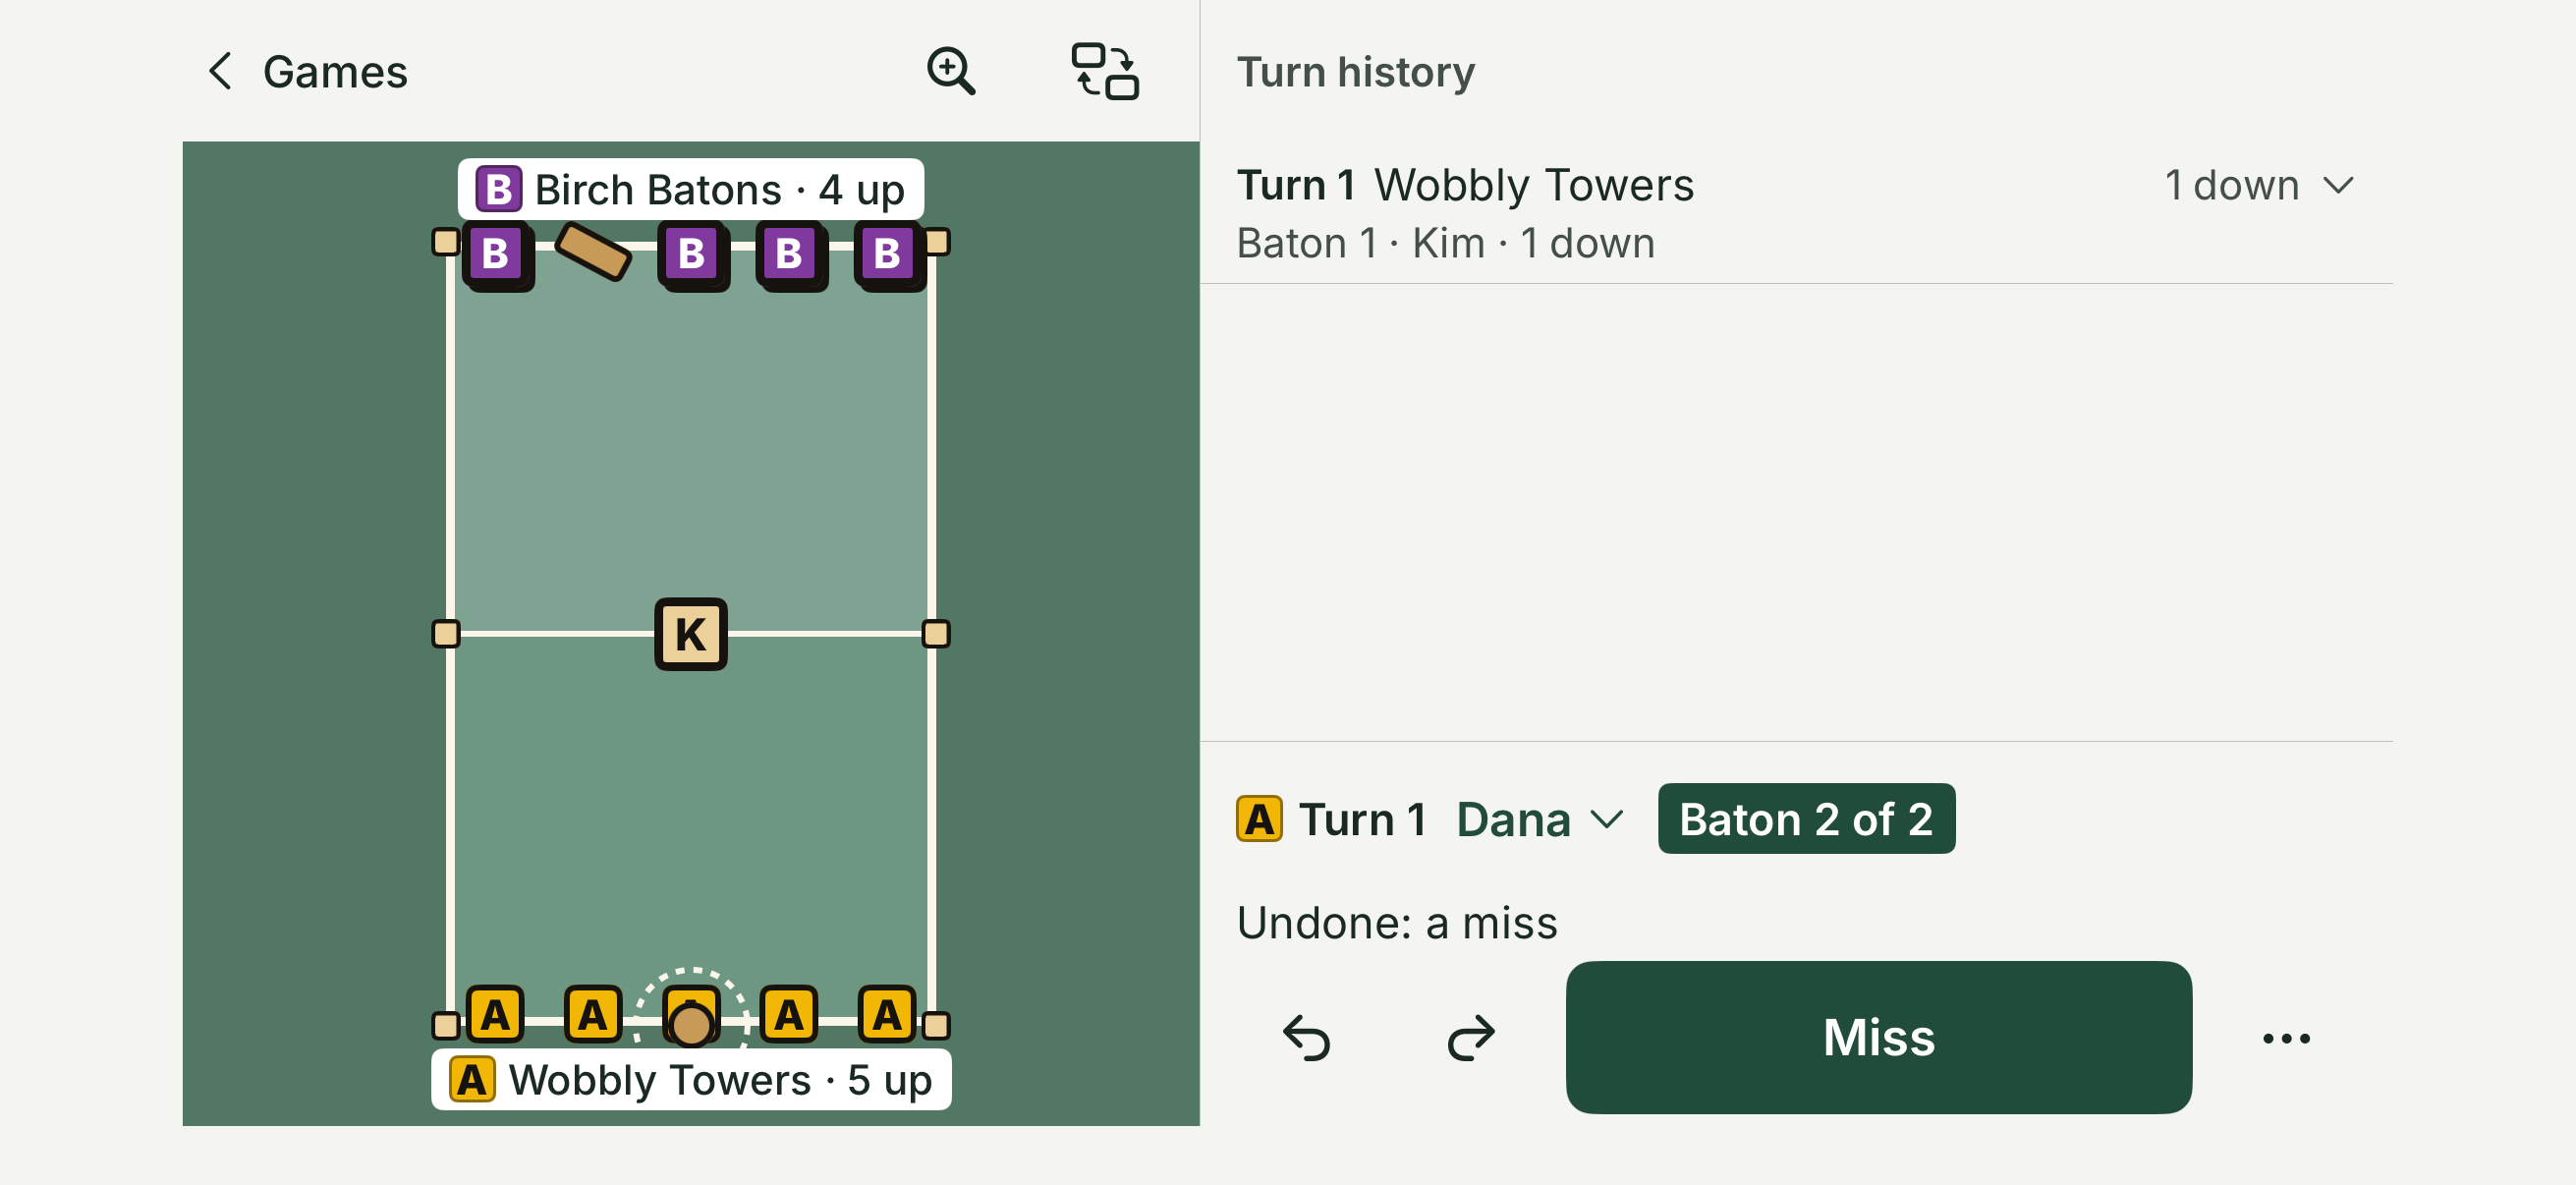 Games
B Birch Batons · 4 up
B B B B
K
A A A A
A Wobbly Towers · 5 up
Turn history
Turn 1 Wobbly Towers 1 down
Baton 1 · Kim · 1 down
A Turn 1 Dana Baton 2 of 2
Undone: a miss
Miss